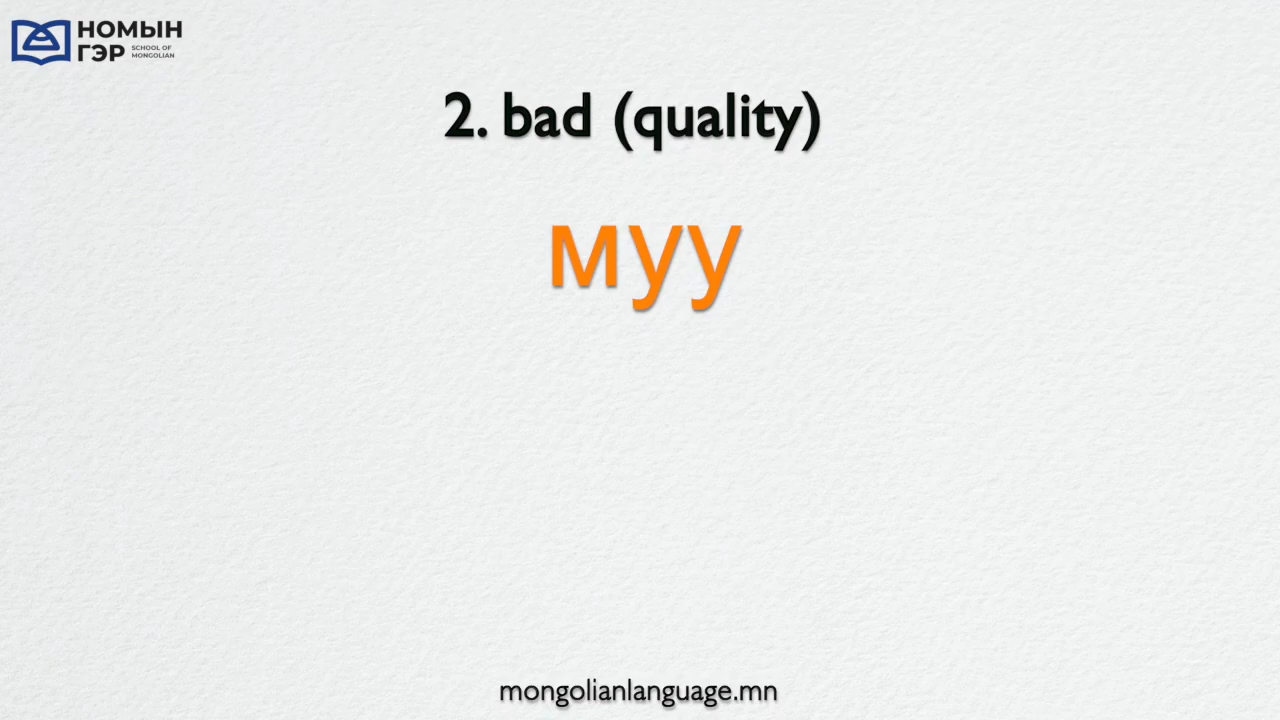 НОМЫН
ГЭР SCHOOL OF MONGOLIAN
2. bad (quality)
муу
mongolianlanguage.mn